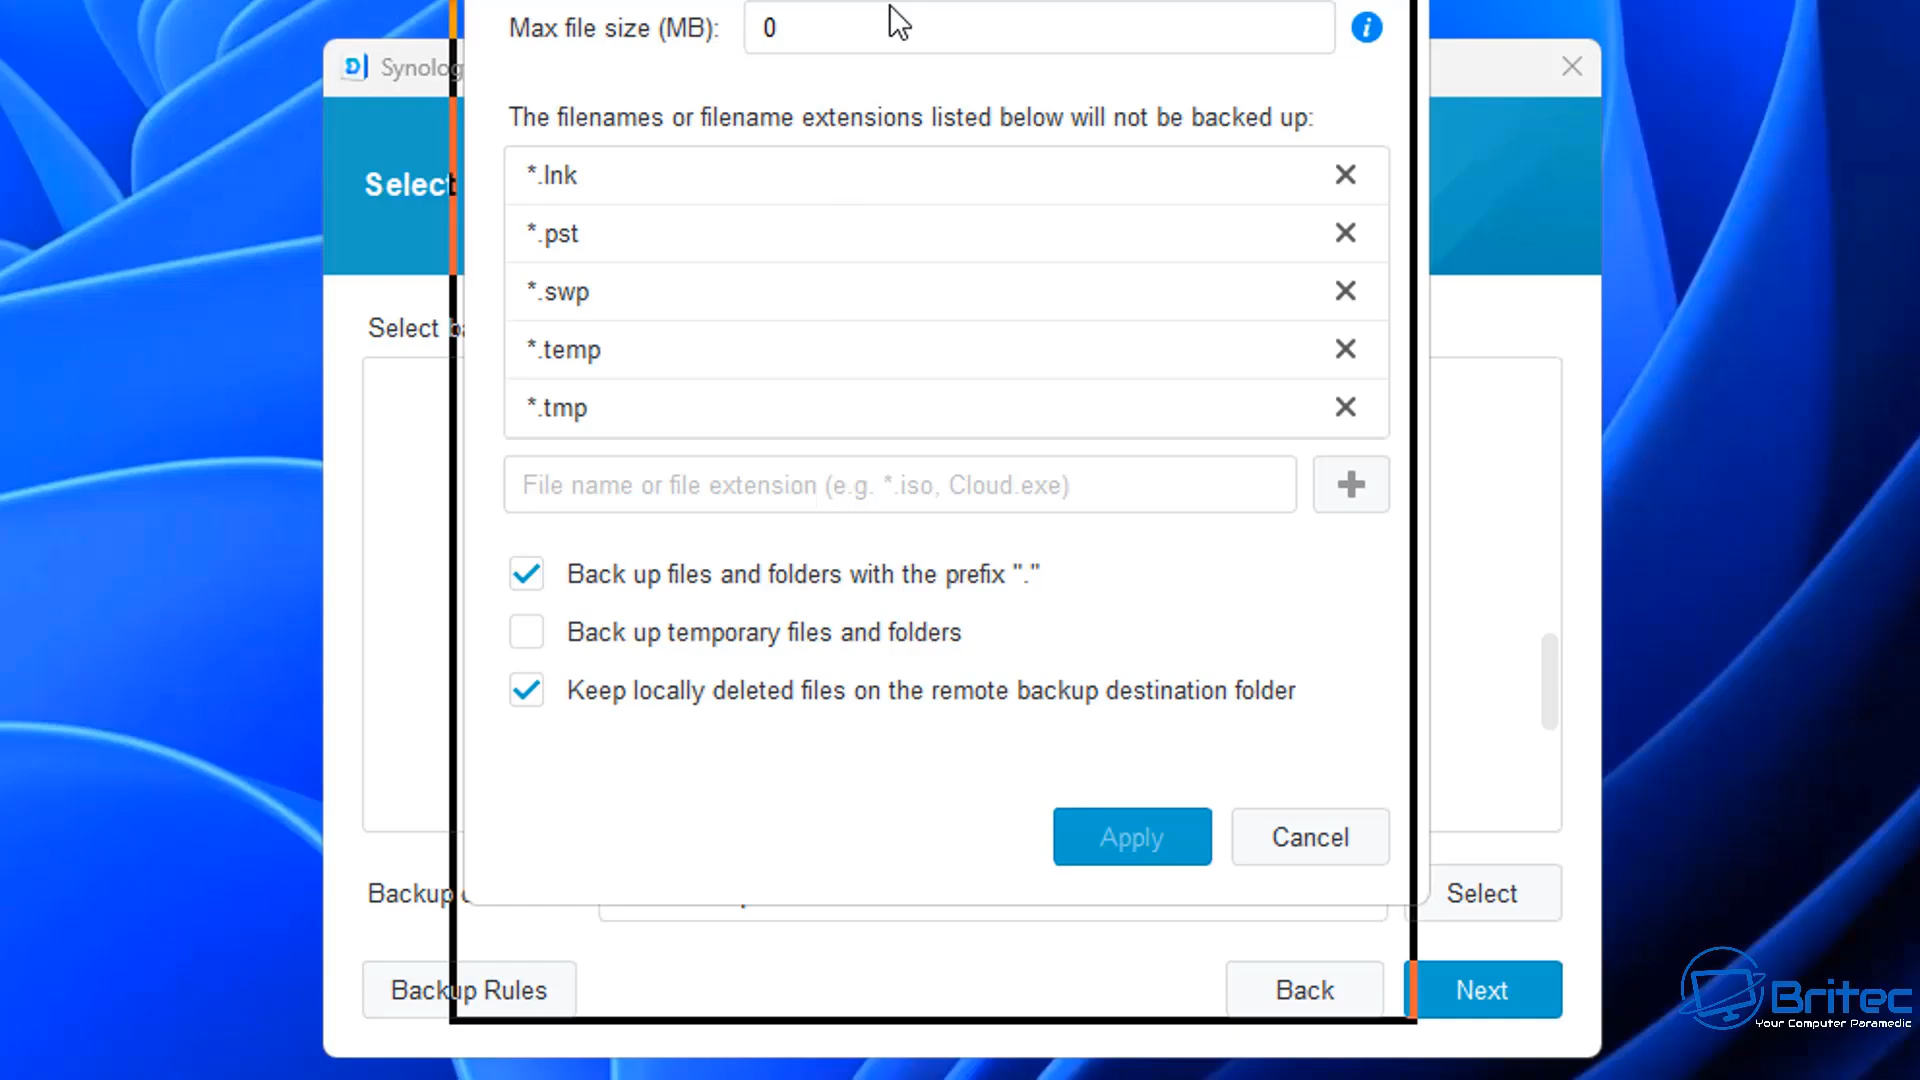 Max file size (MB): 0
Synolog
The filenames or filename extensions listed below will not be backed up:
*.lnk
Select
*.pst
*.swp
Select ba
*.temp
*.tmp
File name or file extension (e.g. *.iso, Cloud.exe)
Back up files and folders with the prefix "."
Back up temporary files and folders
Keep locally deleted files on the remote backup destination folder
Apply Cancel
Backup
Select
Backup Rules Back Next
Britec
Your Computer Paramedic